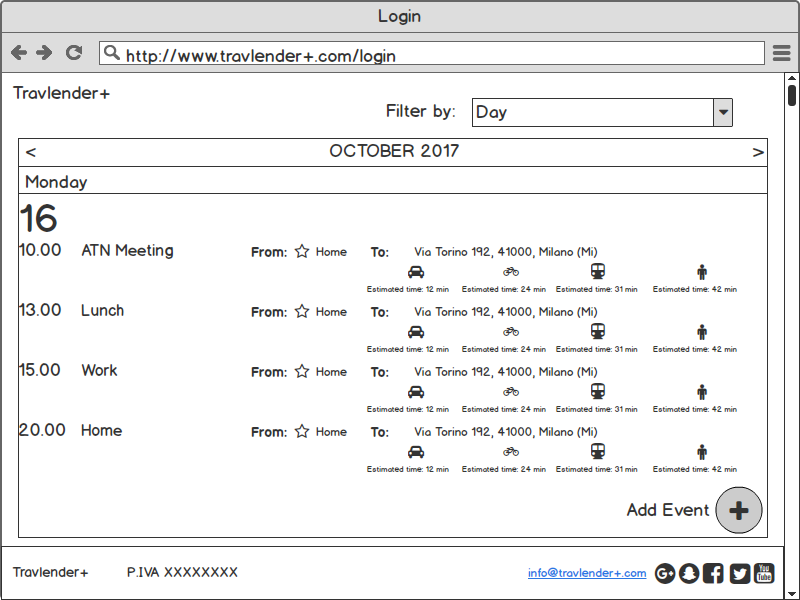 Login
http://www.travlender+.com/login
Travlender+
Filter by: Day
< OCTOBER 2017 >
Monday
16
10.00 ATN Meeting From: Home To: Via Torino 192, 41000, Milano (Mi)
Estimated time: 12 min Estimated time: 24 min Estimated time: 31 min Estimated time: 42 min
13.00 Lunch From: Home To: Via Torino 192, 41000, Milano (Mi)
Estimated time: 12 min Estimated time: 24 min Estimated time: 31 min Estimated time: 42 min
15.00 Work From: Home To: Via Torino 192, 41000, Milano (Mi)
Estimated time: 12 min Estimated time: 24 min Estimated time: 31 min Estimated time: 42 min
20.00 Home From: Home To: Via Torino 192, 41000, Milano (Mi)
Estimated time: 12 min Estimated time: 24 min Estimated time: 31 min Estimated time: 42 min
Add Event
Travlender+ P.IVA XXXXXXXX info@travlender+.com G+ You Tube